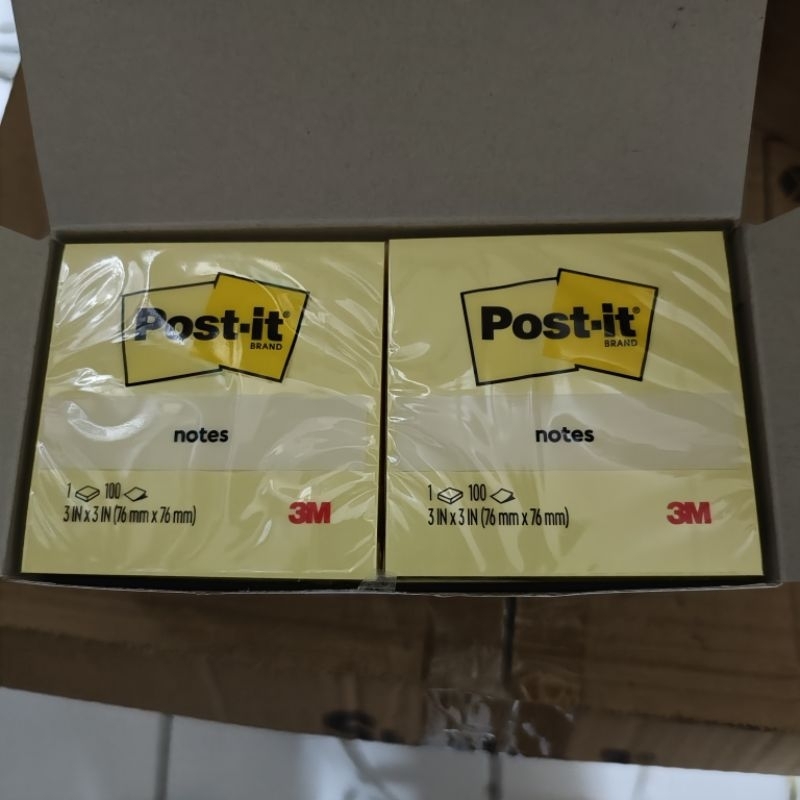 Post-it®
BRAND
notes
1 100
3 IN x 3 IN (76 mm x 76 mm)
3M
Post-it®
BRAND
notes
1 100
3 IN x 3 IN (76 mm x 76 mm)
3M